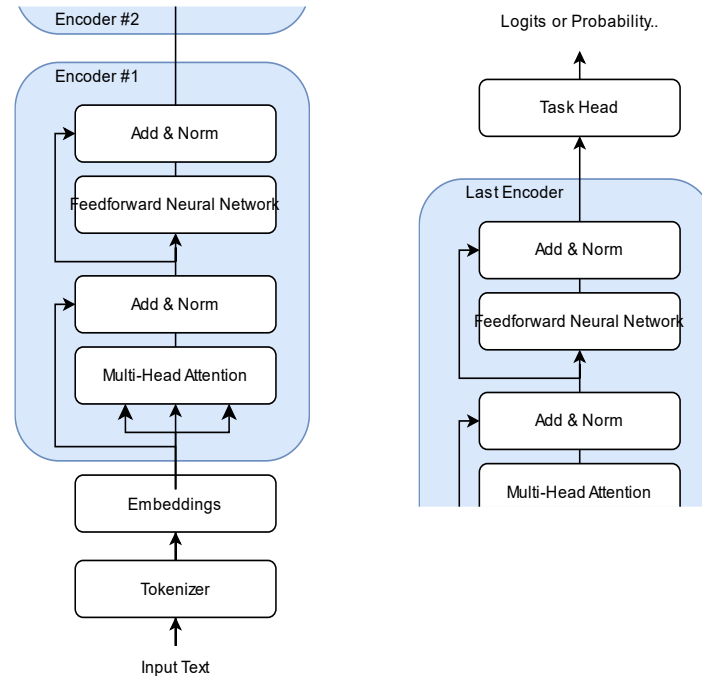 Encoder #2
Encoder #1
Add & Norm
Feedforward Neural Network
Add & Norm
Multi-Head Attention
Embeddings
Tokenizer
Input Text
Logits or Probability..
Task Head
Last Encoder
Add & Norm
Feedforward Neural Network
Add & Norm
Multi-Head Attention